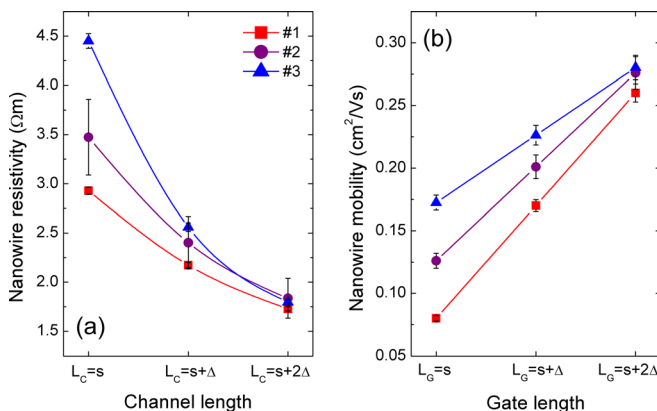 4.5
4.0
3.5
3.0
2.5
2.0
1.5
Nanowire resistivity (Ωm)
#1
#2
#3
(a)
L_C=s
L_C=s+Δ
L_C=s+2Δ
Channel length
0.30
0.25
0.20
0.15
0.10
0.05
Nanowire mobility (cm²/Vs)
(b)
L_G=s
L_G=s+Δ
L_G=s+2Δ
Gate length